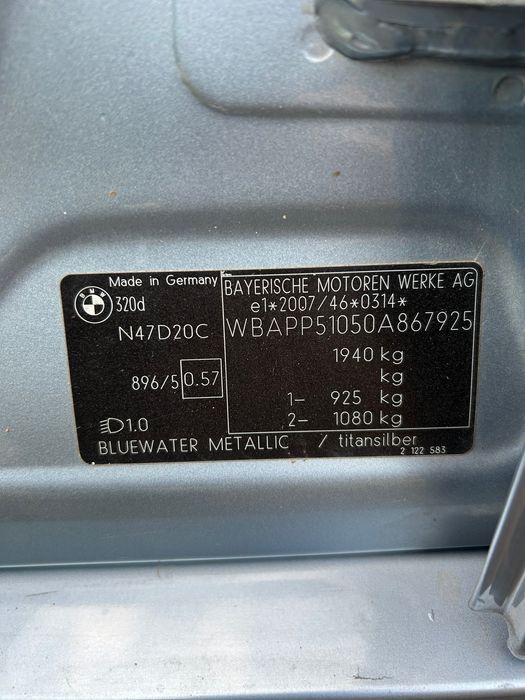 Made in Germany
BMW
320d
N47D20C
896/5 0.57
1.0
BAYERISCHE MOTOREN WERKE AG
e1*2007/46*0314*
WBAPP51050A867925
1940 kg
kg
1- 925 kg
2- 1080 kg
BLUEWATER METALLIC / titansilber
2 122 583